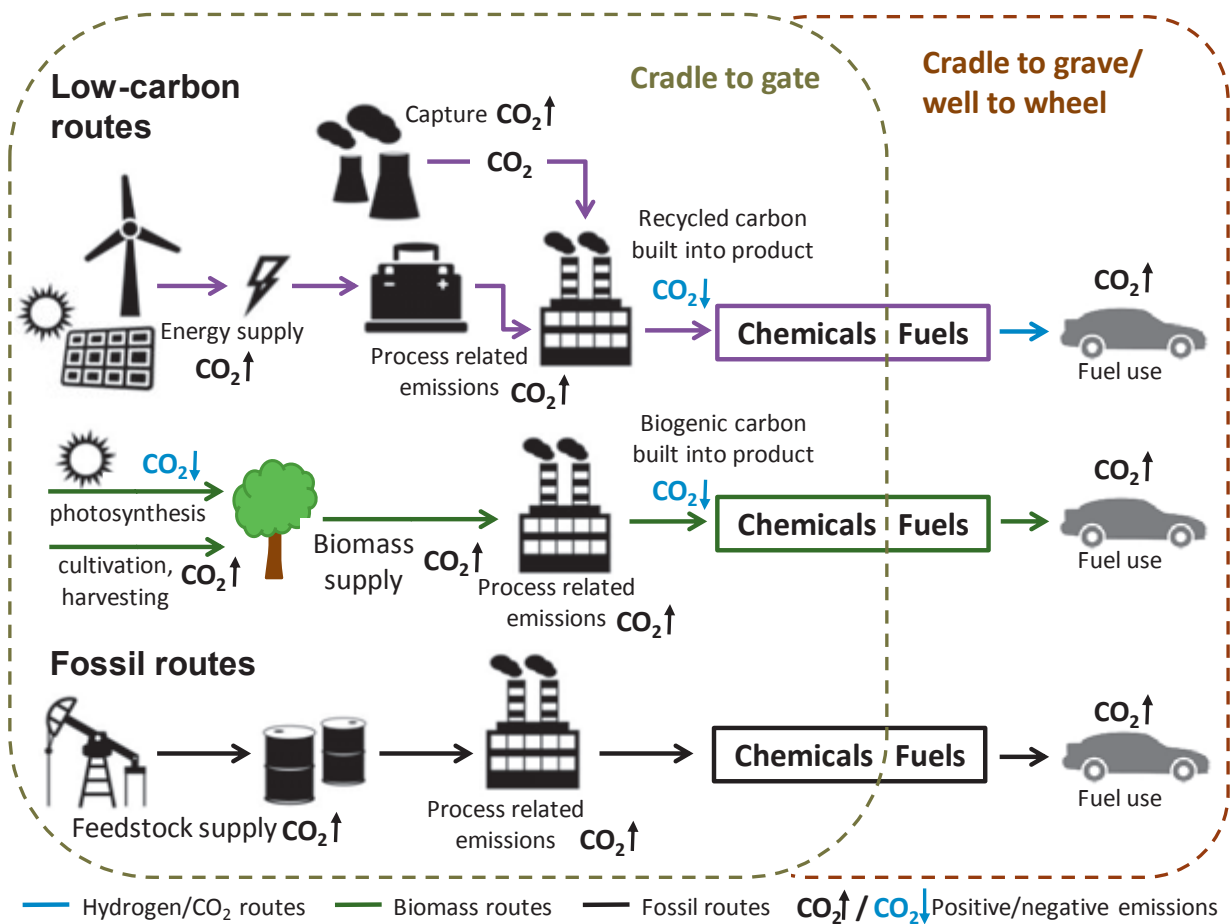 Low-carbon
routes
Cradle to gate
Cradle to grave/
well to wheel
Capture CO₂↑
CO₂
Recycled carbon
built into product
CO₂↓
CO₂↑
Energy supply
CO₂↑
Process related
emissions CO₂↑
Chemicals Fuels
Fuel use
CO₂↓
photosynthesis
cultivation,
harvesting CO₂↑
Biomass
supply CO₂↑
Process related
emissions CO₂↑
Biogenic carbon
built into product
CO₂↓
Chemicals Fuels
CO₂↑
Fuel use
Fossil routes
Feedstock supply CO₂↑
Process related
emissions CO₂↑
Chemicals Fuels
CO₂↑
Fuel use
Hydrogen/CO₂ routes
Biomass routes
Fossil routes
CO₂↑ / CO₂↓ Positive/negative emissions